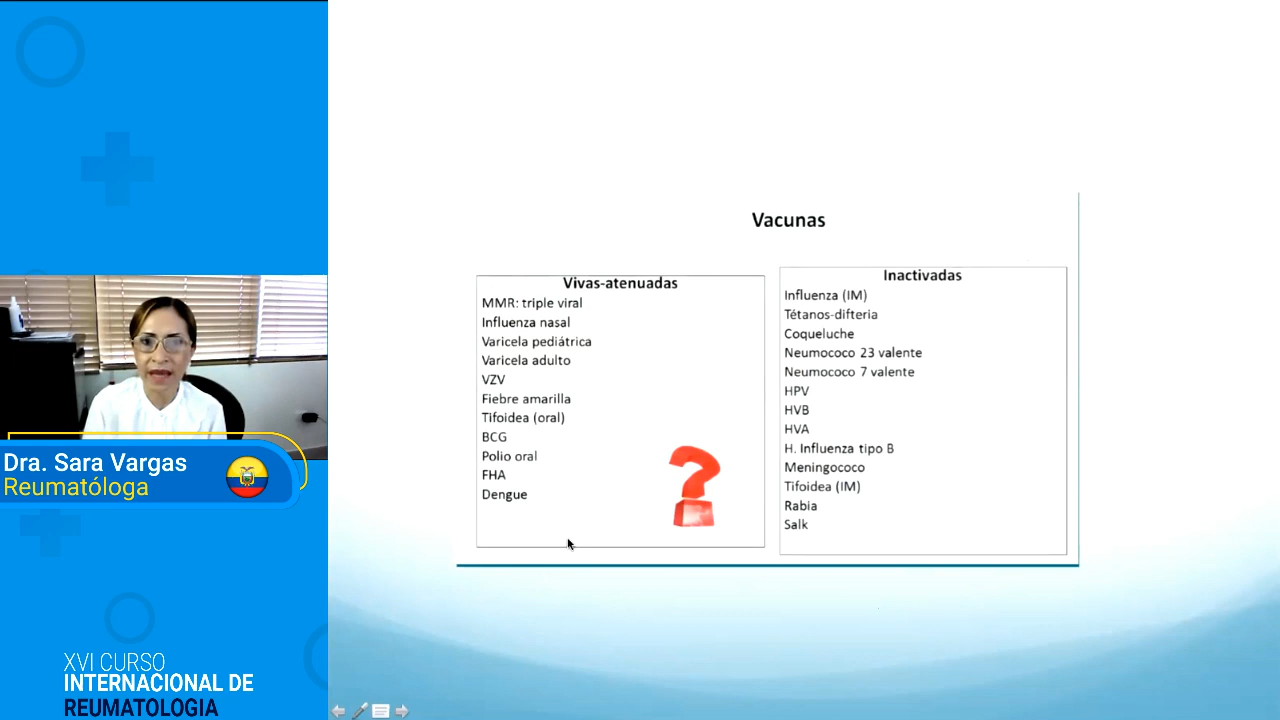 Vacunas
Vivas-atenuadas
MMR: triple viral
Influenza nasal
Varicela pediátrica
Varicela adulto
VZV
Fiebre amarilla
Tifoidea (oral)
BCG
Polio oral
FHA
Dengue
Inactivadas
Influenza (IM)
Tétanos-difteria
Coqueluche
Neumococo 23 valente
Neumococo 7 valente
HPV
HVB
HVA
H. Influenza tipo B
Meningococo
Tifoidea (IM)
Rabia
Salk
Dra. Sara Vargas
Reumatóloga
XVI CURSO
INTERNACIONAL DE
REUMATOLOGIA